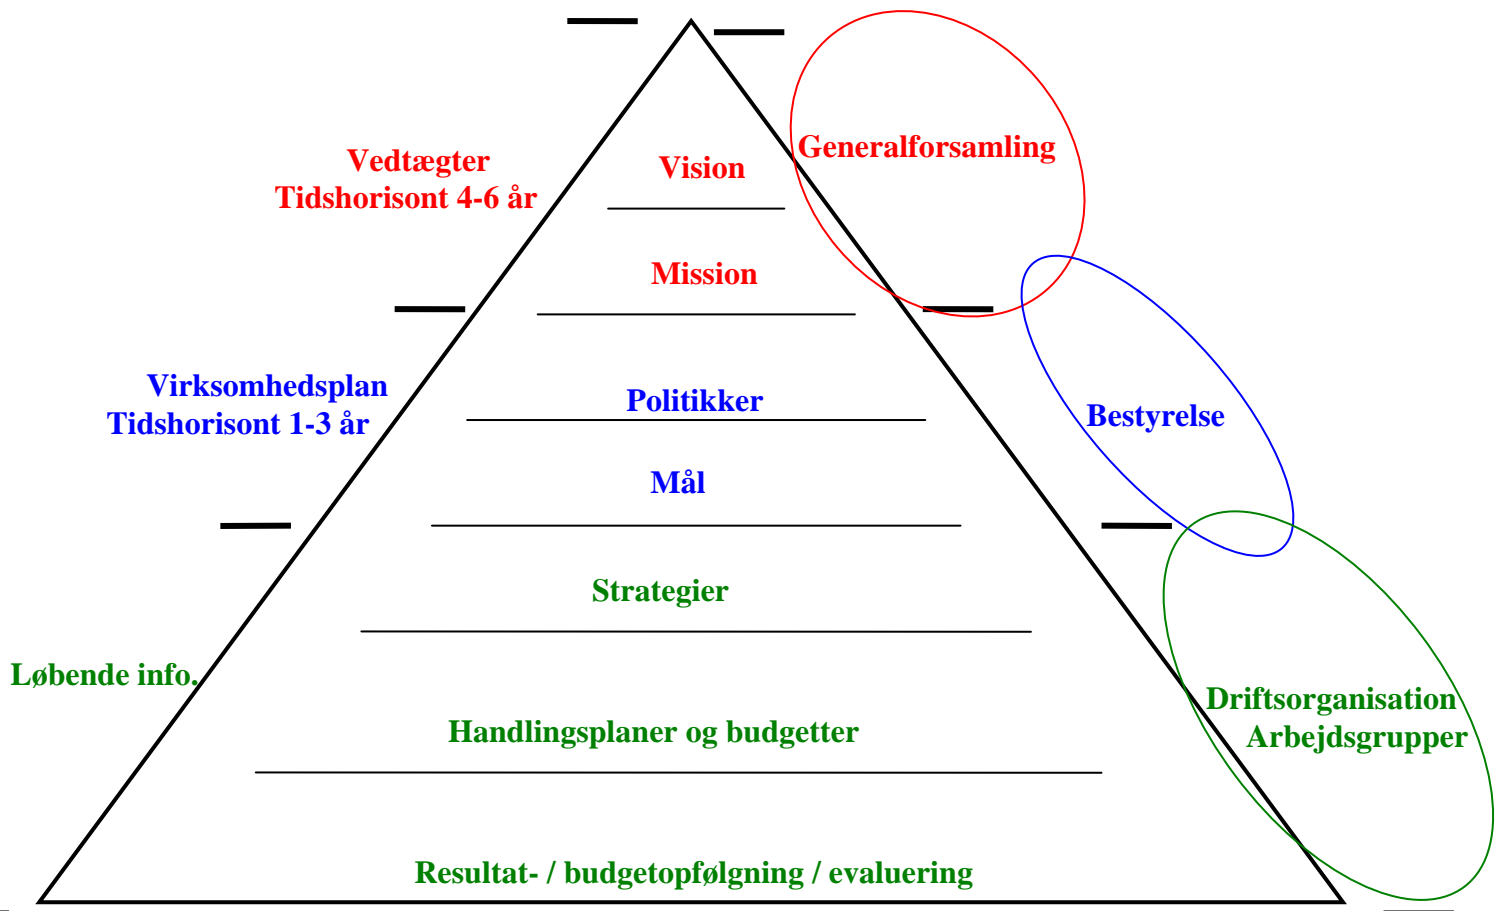 Generalforsamling
Vedtægter
Tidshorisont 4-6 år
Vision
Mission
Virksomhedsplan
Tidshorisont 1-3 år
Politikker
Bestyrelse
Mål
Strategier
Løbende info.
Driftsorganisation
Arbejdsgrupper
Handlingsplaner og budgetter
Resultat- / budgetopfølgning / evaluering